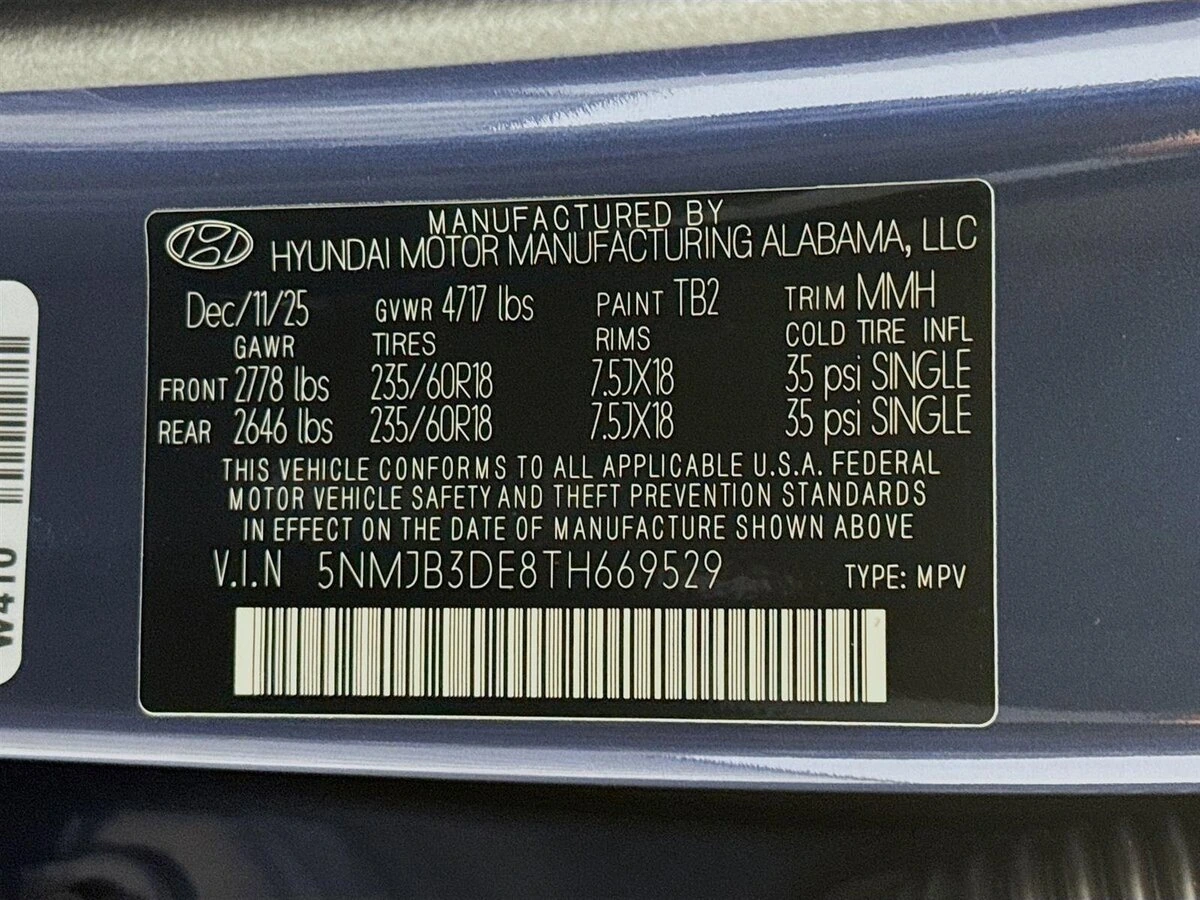 MANUFACTURED BY
HYUNDAI MOTOR MANUFACTURING ALABAMA, LLC
Dec/11/25 GVWR 4717 lbs PAINT TB2 TRIM MMH
GAWR TIRES RIMS COLD TIRE INFL
FRONT 2778 lbs 235/60R18 7.5JX18 35 psi SINGLE
REAR 2646 lbs 235/60R18 7.5JX18 35 psi SINGLE
THIS VEHICLE CONFORMS TO ALL APPLICABLE U.S.A. FEDERAL
MOTOR VEHICLE SAFETY AND THEFT PREVENTION STANDARDS
IN EFFECT ON THE DATE OF MANUFACTURE SHOWN ABOVE
V.I.N 5NMJB3DE8TH669529 TYPE: MPV